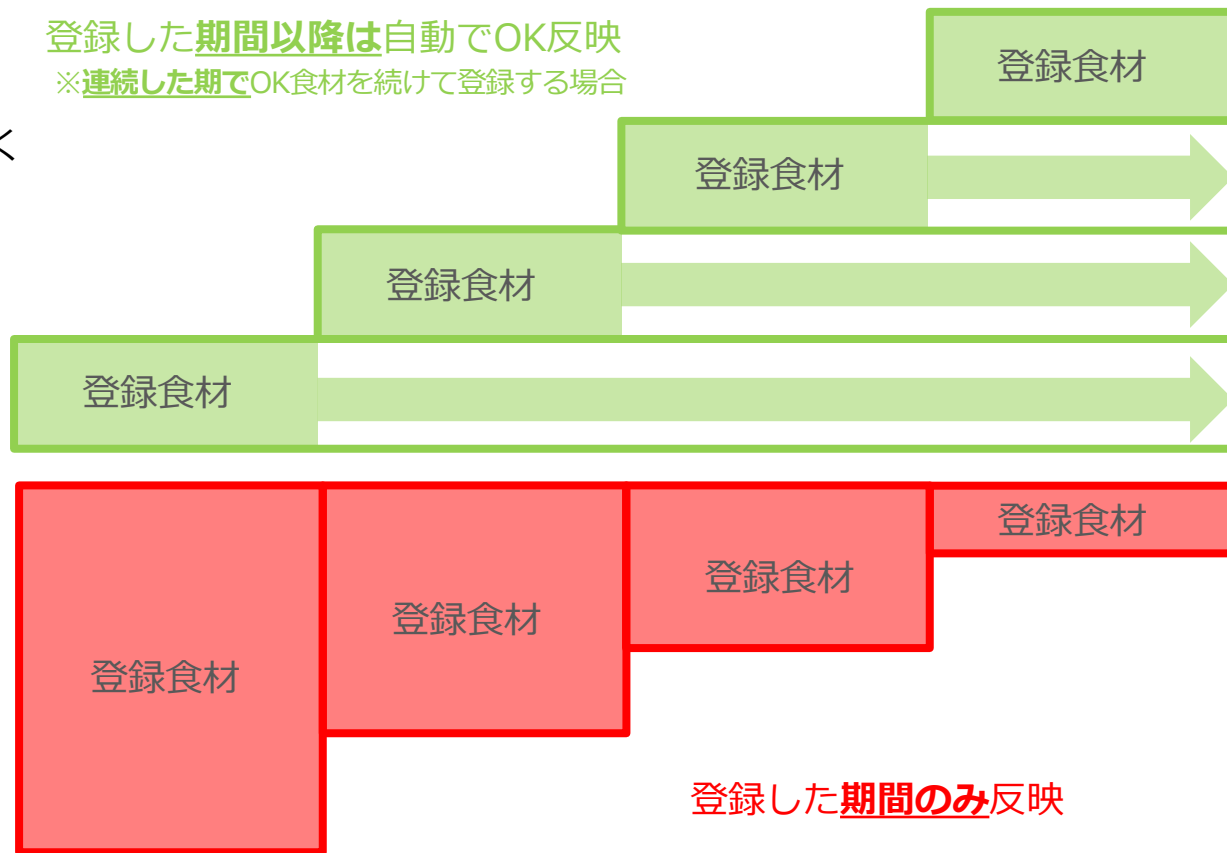 登録した期間以降は自動でOK反映
※連続した期でOK食材を続けて登録する場合
く
登録食材
登録食材
登録食材
登録食材
登録食材
登録食材
登録食材
登録食材
登録した期間のみ反映